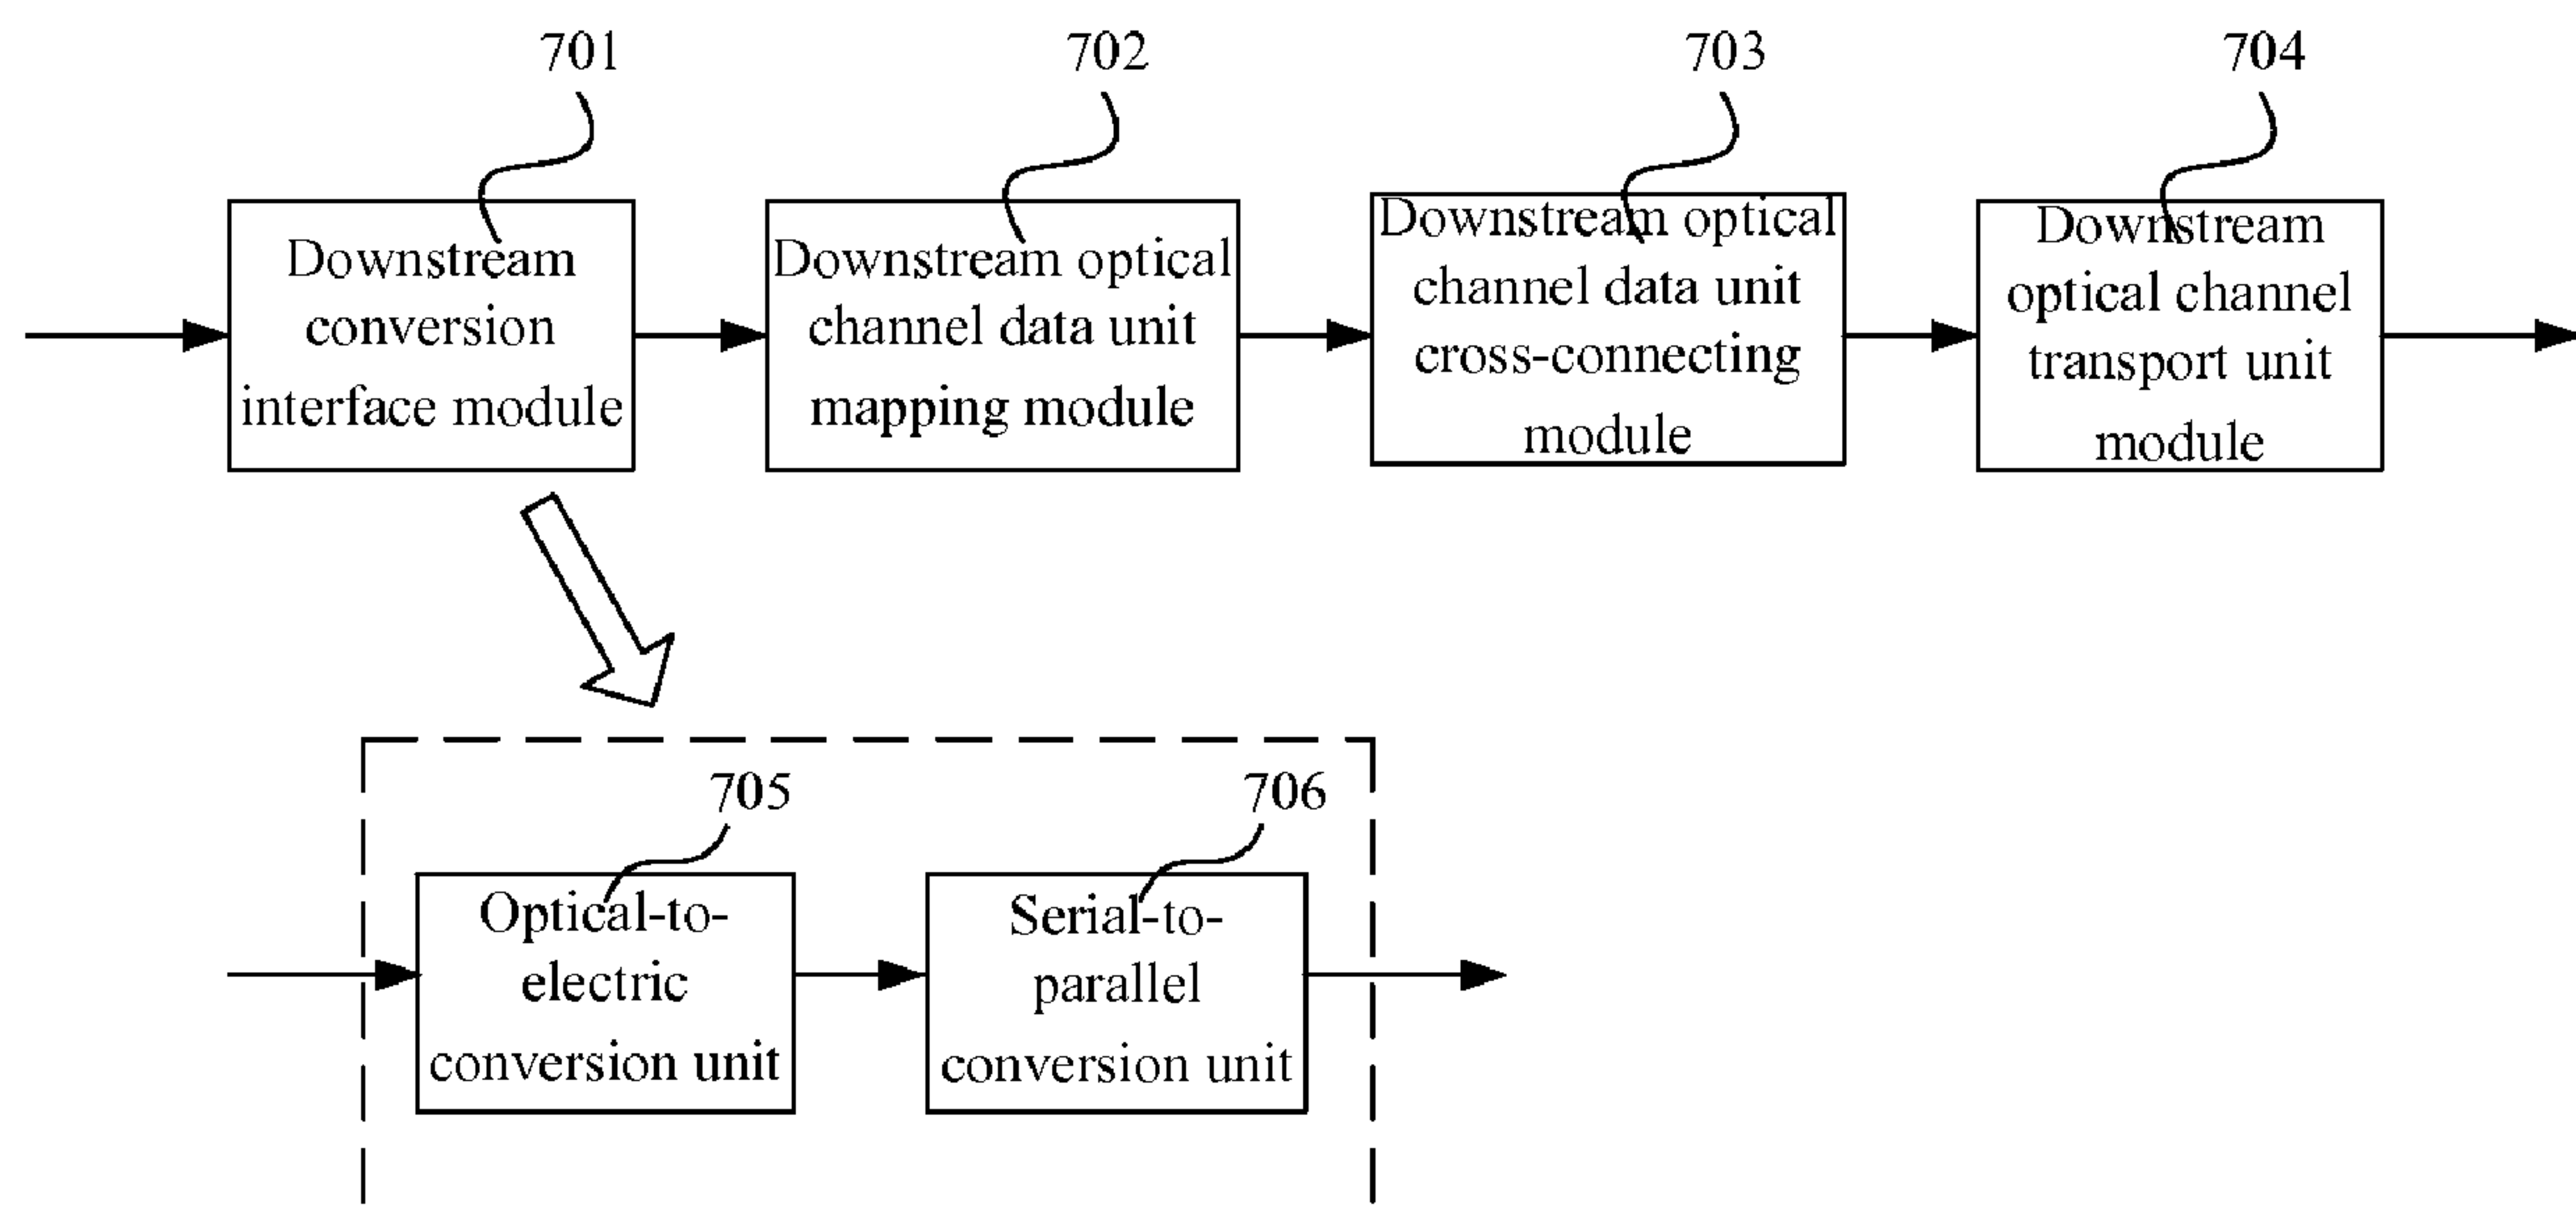 701
702
703
704
Downstream
conversion
interface module
Downstream optical
channel data unit
mapping module
Downstream optical
channel data unit
cross-connecting
module
Downstream
optical channel
transport unit
module
705
706
Optical-to-
electric
conversion unit
Serial-to-
parallel
conversion unit